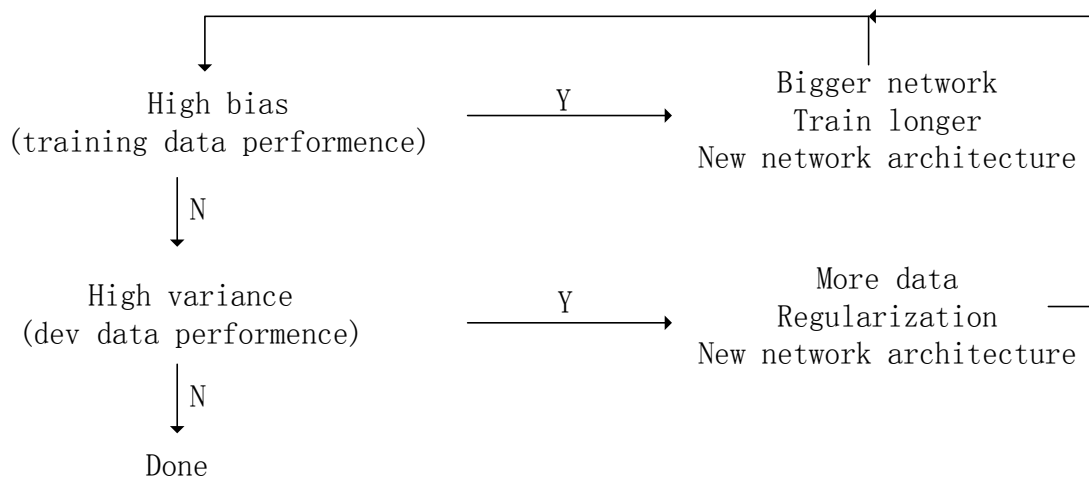 High bias
(training data performence)
Y
Bigger network
Train longer
New network architecture
N
High variance
(dev data performence)
Y
More data
Regularization
New network architecture
N
Done